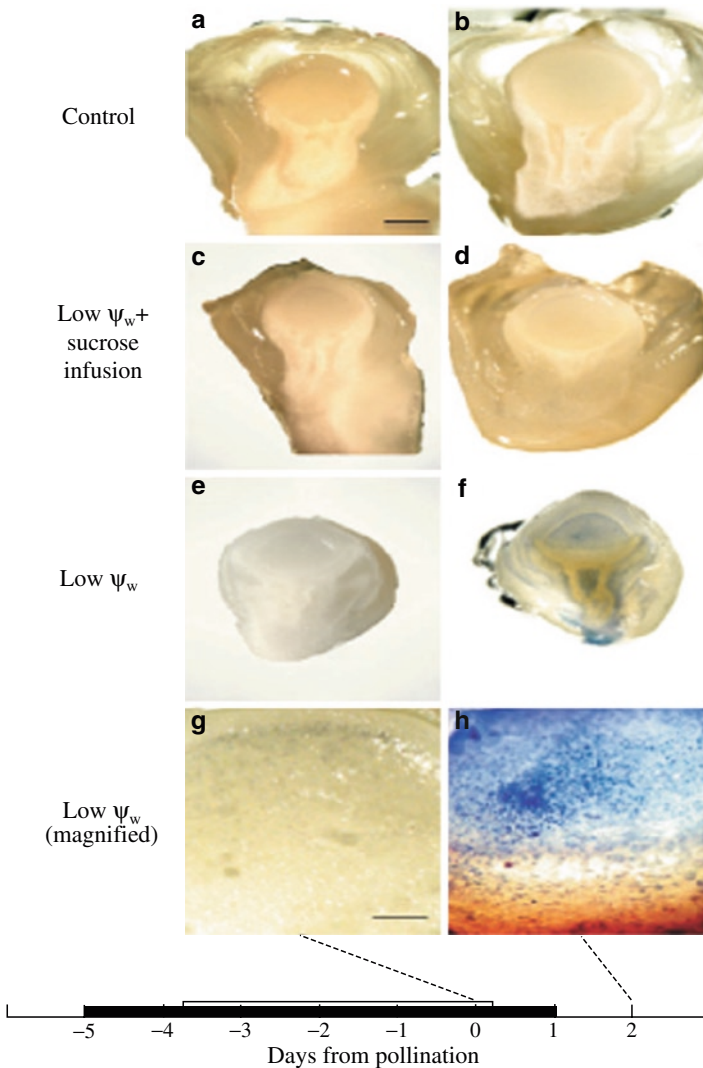 a
b
Control
c
d
Low ψw+
sucrose
infusion
e
f
Low ψw
g
h
Low ψw
(magnified)
−5 −4 −3 −2 −1 0 1 2
Days from pollination